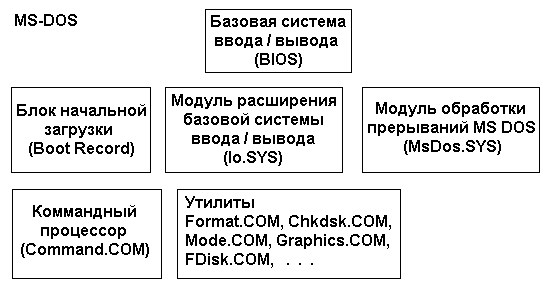 MS-DOS
Базовая система
ввода / вывода
(BIOS)
Блок начальной
загрузки
(Boot Record)
Модуль расширения
базовой системы
ввода / вывода
(Io.SYS)
Модуль обработки
прерываний MS DOS
(MsDos.SYS)
Коммандный
процессор
(Command.COM)
Утилиты
Format.COM, Chkdsk.COM,
Mode.COM, Graphics.COM,
FDisk.COM, . . .